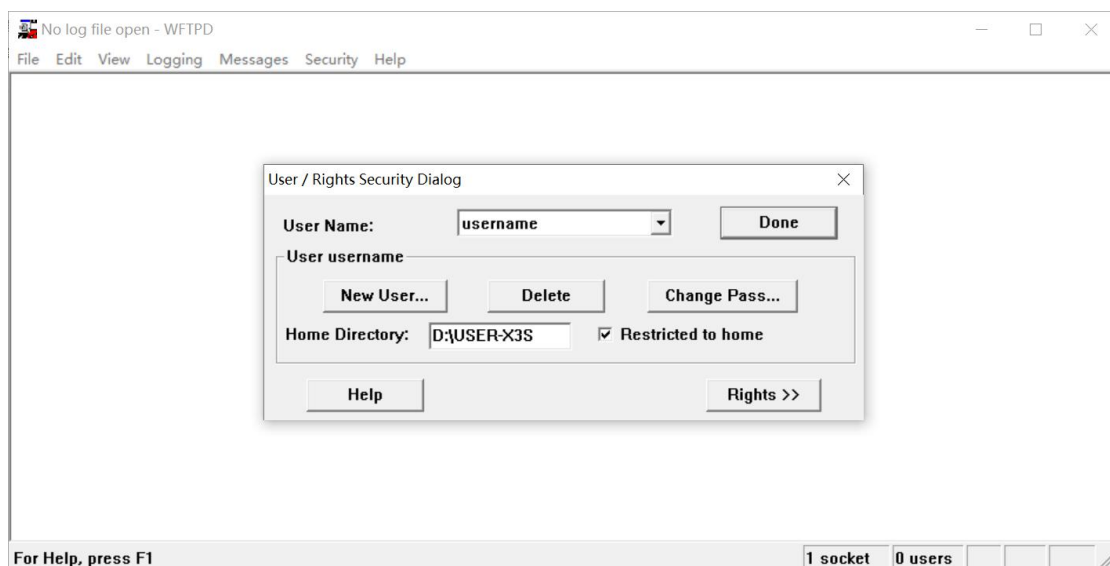 No log file open - WFTPD
File Edit View Logging Messages Security Help
User / Rights Security Dialog
User Name: username Done
User username
New User... Delete Change Pass...
Home Directory: D:\USER-X3S Restricted to home
Help Rights >>
For Help, press F1 1 socket 0 users